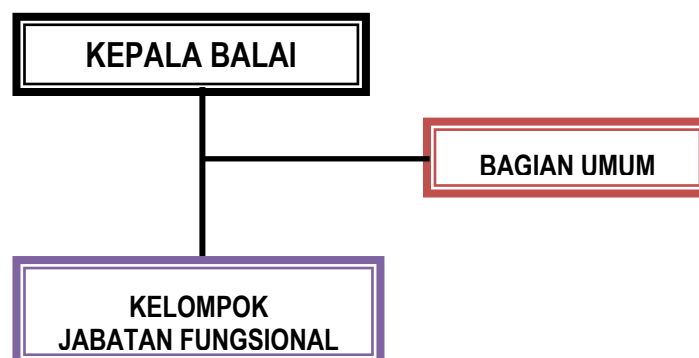 KEPALA BALAI
BAGIAN UMUM
KELOMPOK
JABATAN FUNGSIONAL